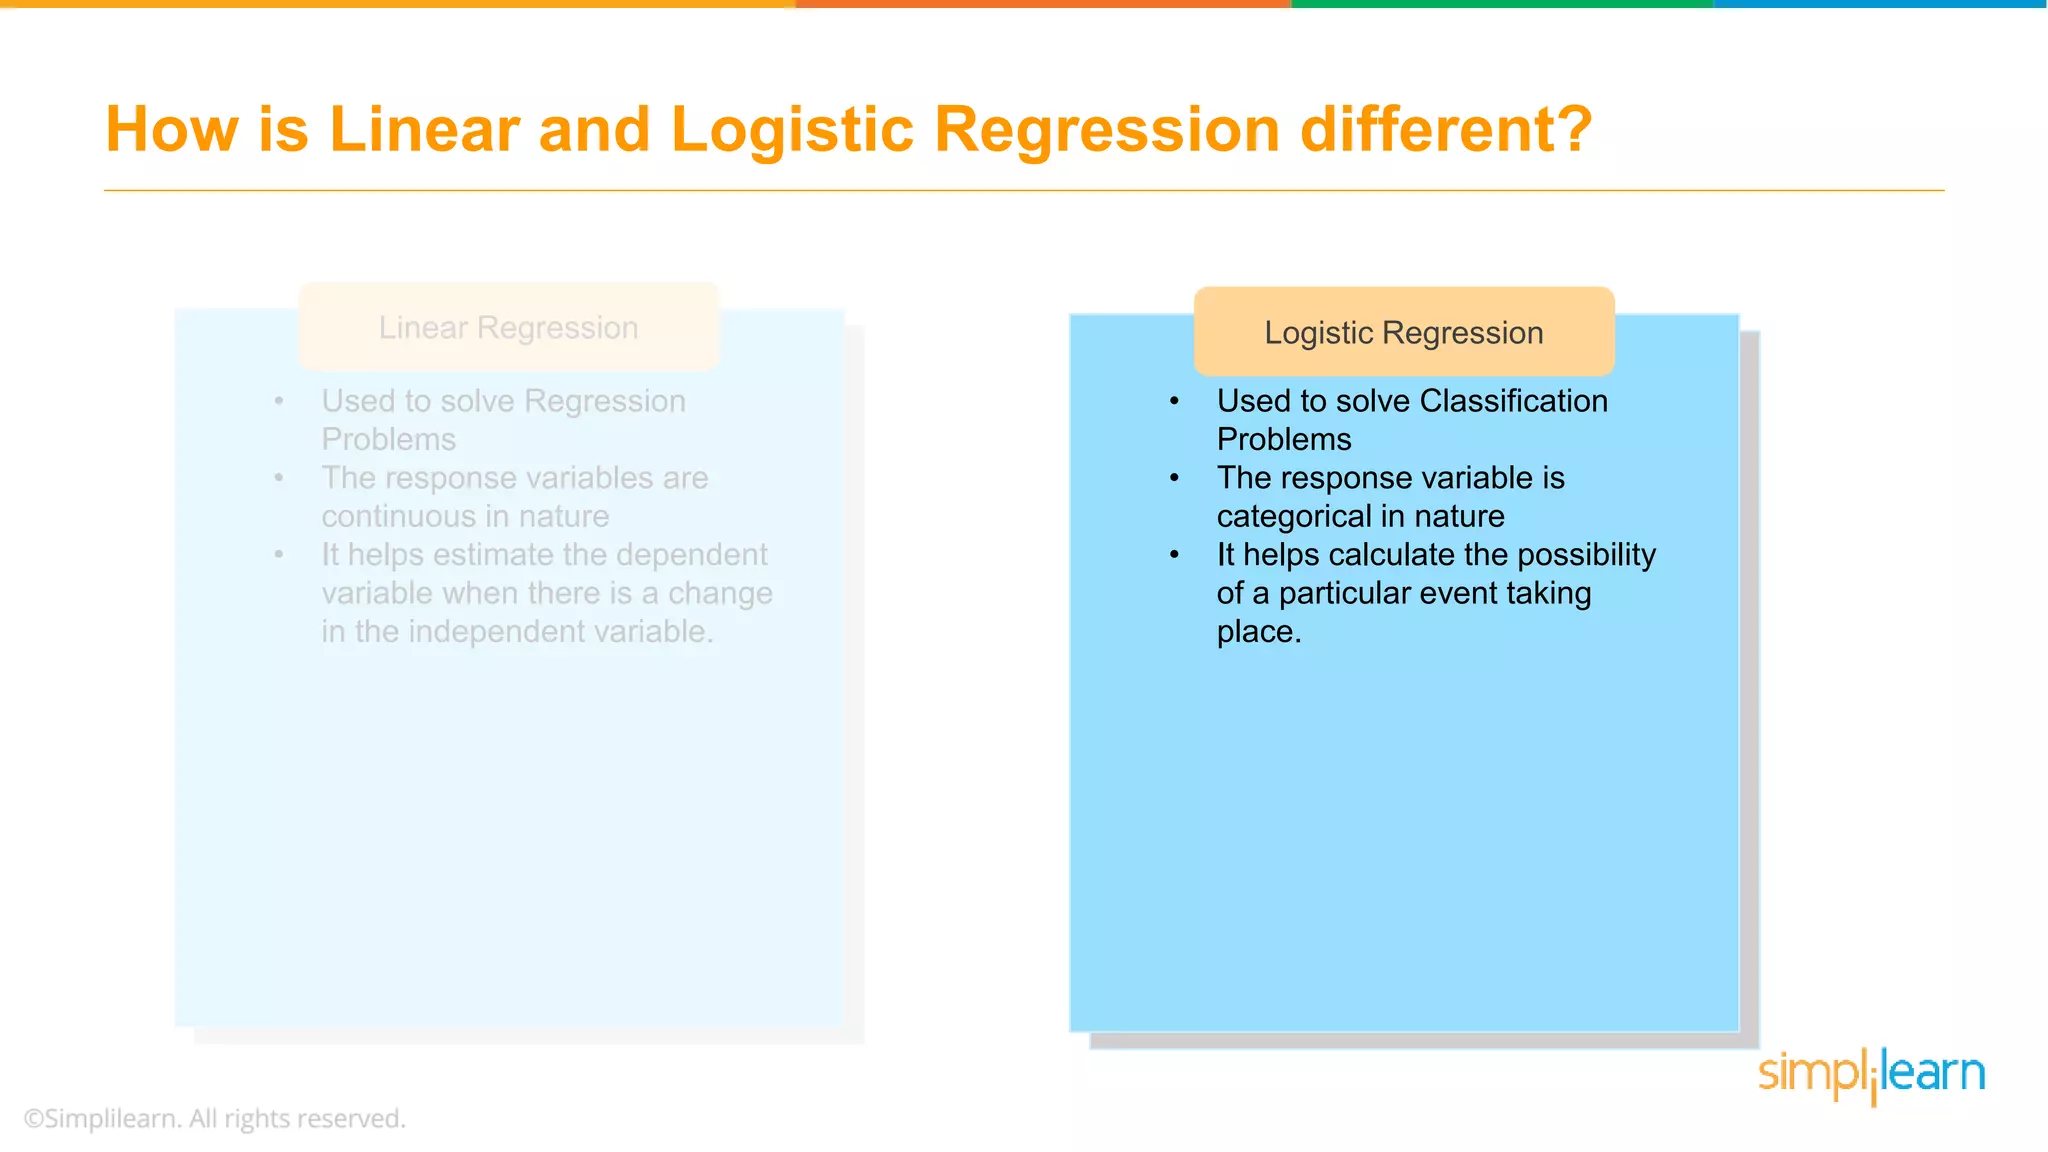 How is Linear and Logistic Regression different?
Linear Regression
• Used to solve Regression
Problems
• The response variables are
continuous in nature
• It helps estimate the dependent
variable when there is a change
in the independent variable.
Logistic Regression
• Used to solve Classification
Problems
• The response variable is
categorical in nature
• It helps calculate the possibility
of a particular event taking
place.
simplilearn
©Simplilearn. All rights reserved.